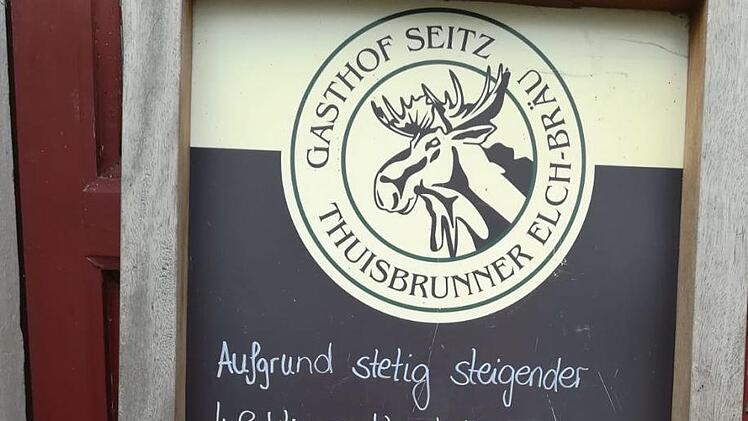 GASTHOF SEITZ
THUISBRUNNER ELCH-BRÄU
Aufgrund stetig steigender